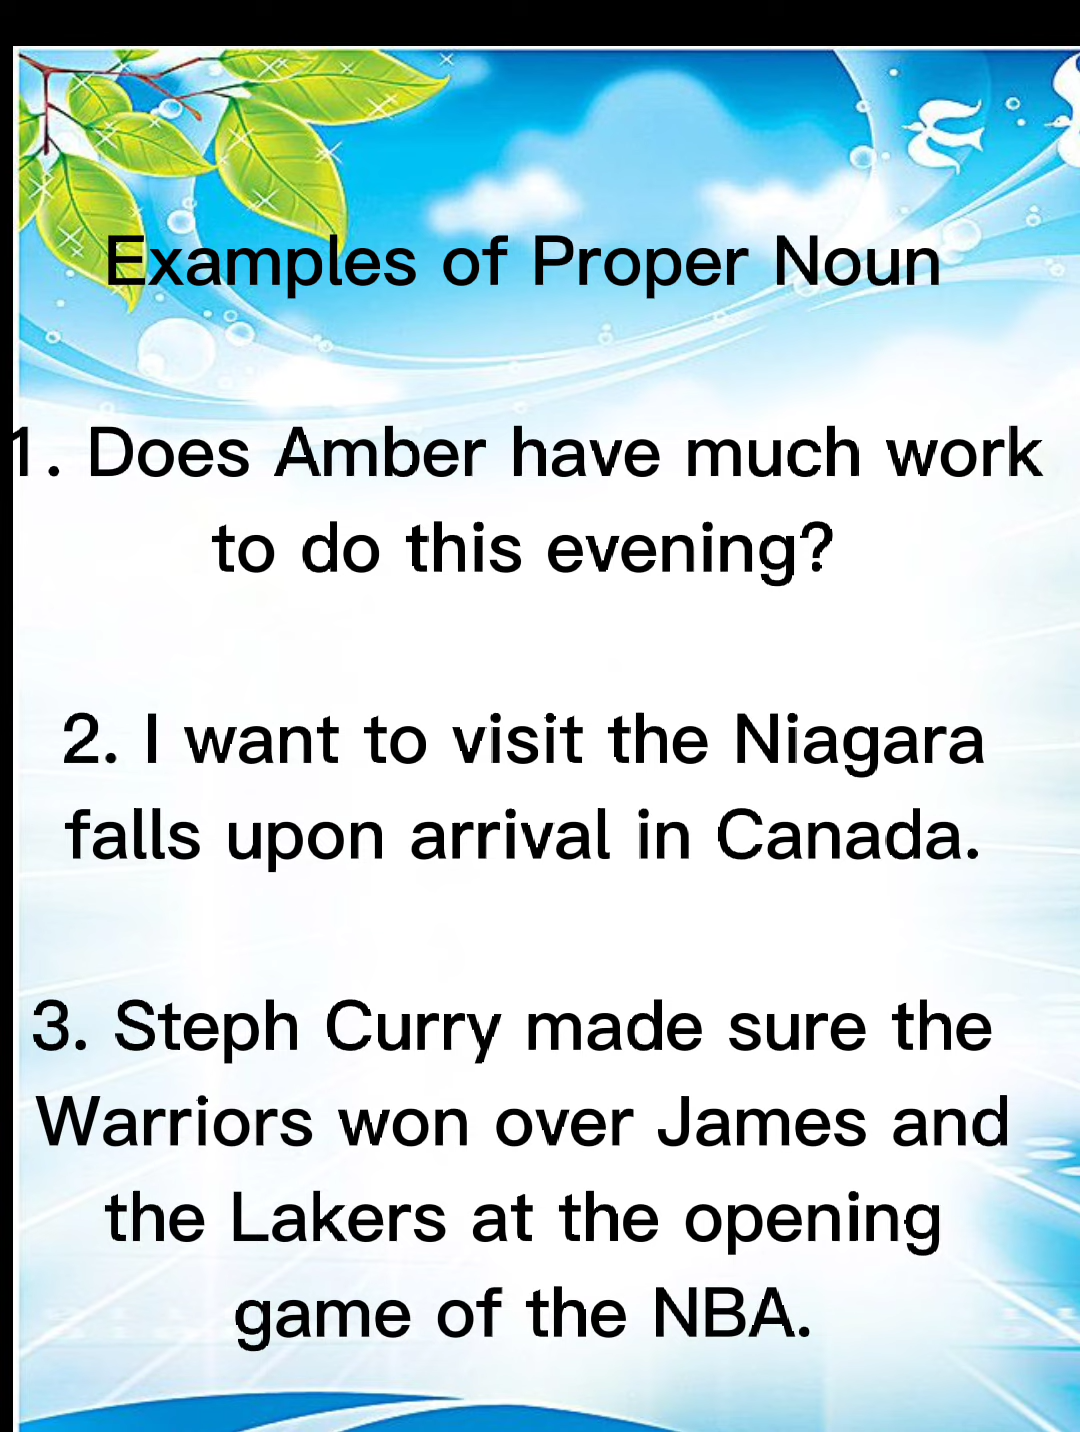 Examples of Proper Noun
1. Does Amber have much work
to do this evening?
2. I want to visit the Niagara
falls upon arrival in Canada.
3. Steph Curry made sure the
Warriors won over James and
the Lakers at the opening
game of the NBA.